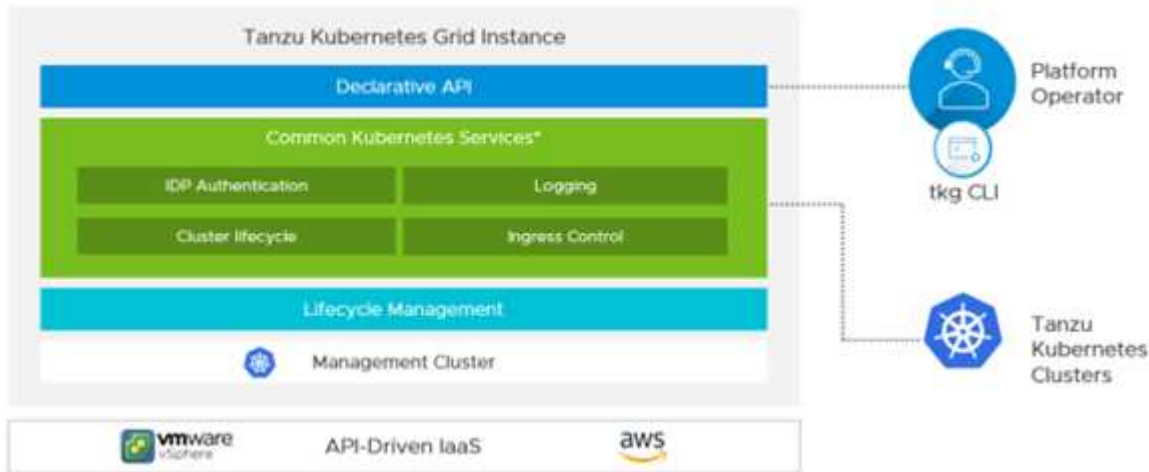 Tanzu Kubernetes Grid Instance
Declarative API
Common Kubernetes Services*
IDP Authentication
Logging
Cluster lifecycle
Ingress Control
Lifecycle Management
Management Cluster
vmware
vSphere
API-Driven IaaS
aws
Platform
Operator
tkg CLI
Tanzu
Kubernetes
Clusters